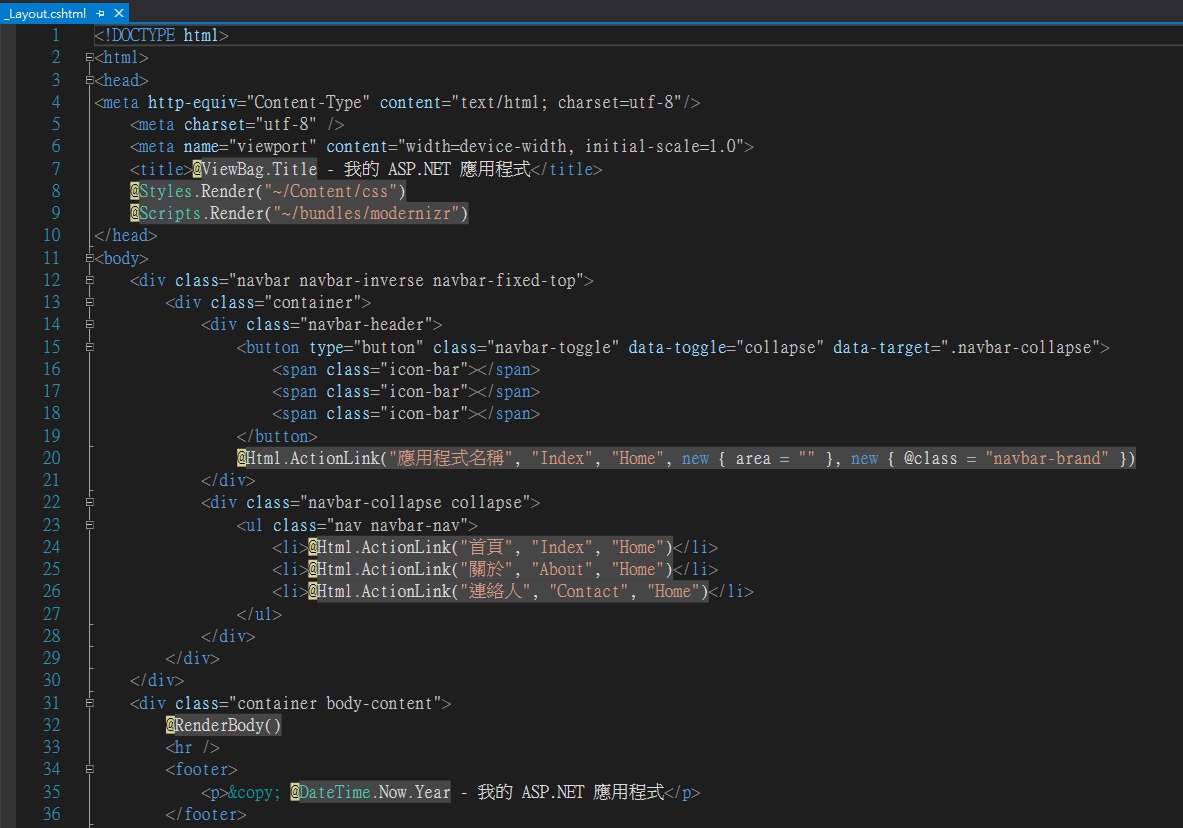 _Layout.cshtml
1 <!DOCTYPE html>
2 <html>
3 <head>
4 <meta http-equiv="Content-Type" content="text/html; charset=utf-8"/>
5 <meta charset="utf-8" />
6 <meta name="viewport" content="width=device-width, initial-scale=1.0">
7 <title>@ViewBag.Title - 我的 ASP.NET 應用程式</title>
8 @Styles.Render("~/Content/css")
9 @Scripts.Render("~/bundles/modernizr")
10 </head>
11 <body>
12 <div class="navbar navbar-inverse navbar-fixed-top">
13 <div class="container">
14 <div class="navbar-header">
15 <button type="button" class="navbar-toggle" data-toggle="collapse" data-target=".navbar-collapse">
16 <span class="icon-bar"></span>
17 <span class="icon-bar"></span>
18 <span class="icon-bar"></span>
19 </button>
20 @Html.ActionLink("應用程式名稱", "Index", "Home", new { area = "" }, new { @class = "navbar-brand" })
21 </div>
22 <div class="navbar-collapse collapse">
23 <ul class="nav navbar-nav">
24 <li>@Html.ActionLink("首頁", "Index", "Home")</li>
25 <li>@Html.ActionLink("關於", "About", "Home")</li>
26 <li>@Html.ActionLink("連絡人", "Contact", "Home")</li>
27 </ul>
28 </div>
29 </div>
30 </div>
31 <div class="container body-content">
32 @RenderBody()
33 <hr />
34 <footer>
35 <p>&copy; @DateTime.Now.Year - 我的 ASP.NET 應用程式</p>
36 </footer>